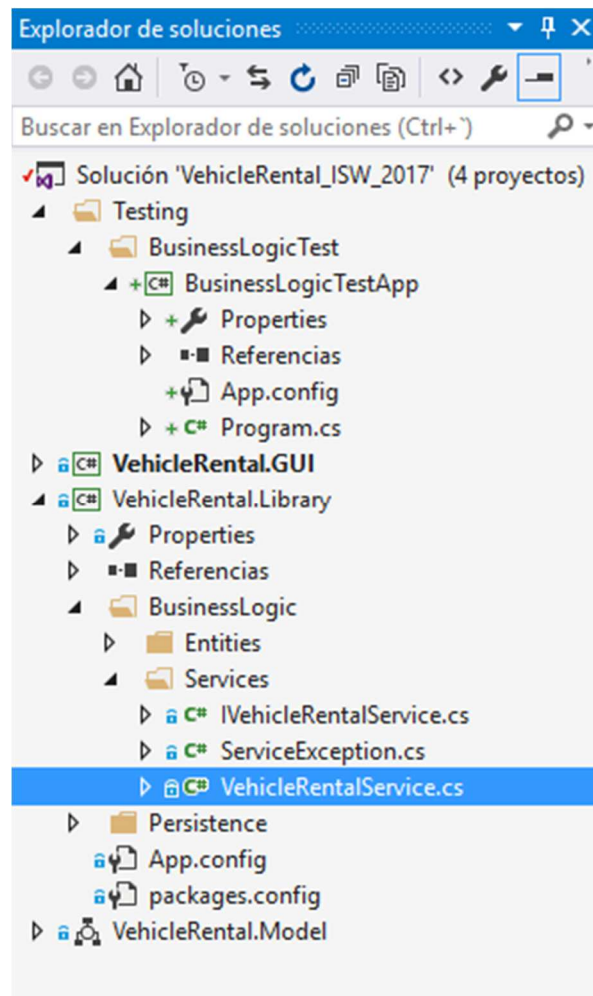 Explorador de soluciones
Buscar en Explorador de soluciones (Ctrl+`)
Solución 'VehicleRental_ISW_2017' (4 proyectos)
Testing
BusinessLogicTest
+C# BusinessLogicTestApp
+ Properties
Referencias
+ App.config
+ C# Program.cs
C# VehicleRental.GUI
C# VehicleRental.Library
Properties
Referencias
BusinessLogic
Entities
Services
C# IVehicleRentalService.cs
C# ServiceException.cs
C# VehicleRentalService.cs
Persistence
App.config
packages.config
VehicleRental.Model